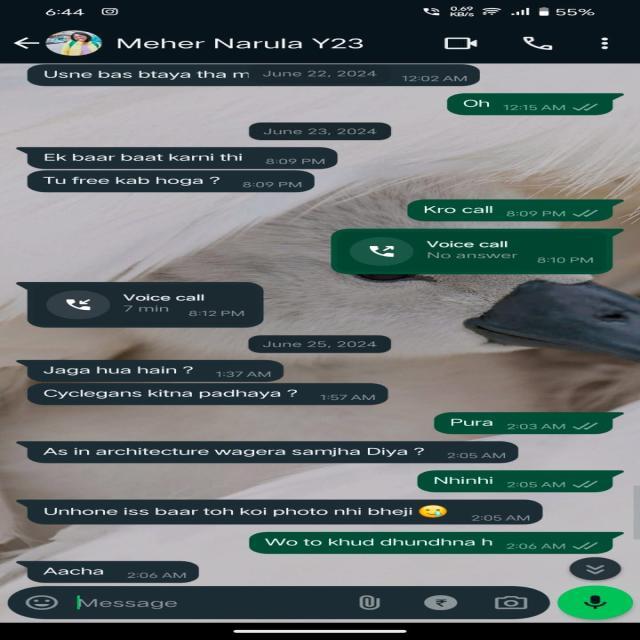 6:44 0.69 KB/s 55%
Meher Narula Y23
Usne bas btaya tha m 12:02 AM
June 22, 2024
Oh 12:15 AM
June 23, 2024
Ek baar baat karni thi 8:09 PM
Tu free kab hoga ? 8:09 PM
Kro call 8:09 PM
Voice call
No answer 8:10 PM
Voice call
7 min 8:12 PM
June 25, 2024
Jaga hua hain ? 1:37 AM
Cyclegans kitna padhaya ? 1:57 AM
Pura 2:03 AM
As in architecture wagera samjha Diya ? 2:05 AM
Nhinhi 2:05 AM
Unhone iss baar toh koi photo nhi bheji 🥲 2:05 AM
Wo to khud dhundhna h 2:06 AM
Aacha 2:06 AM
Message